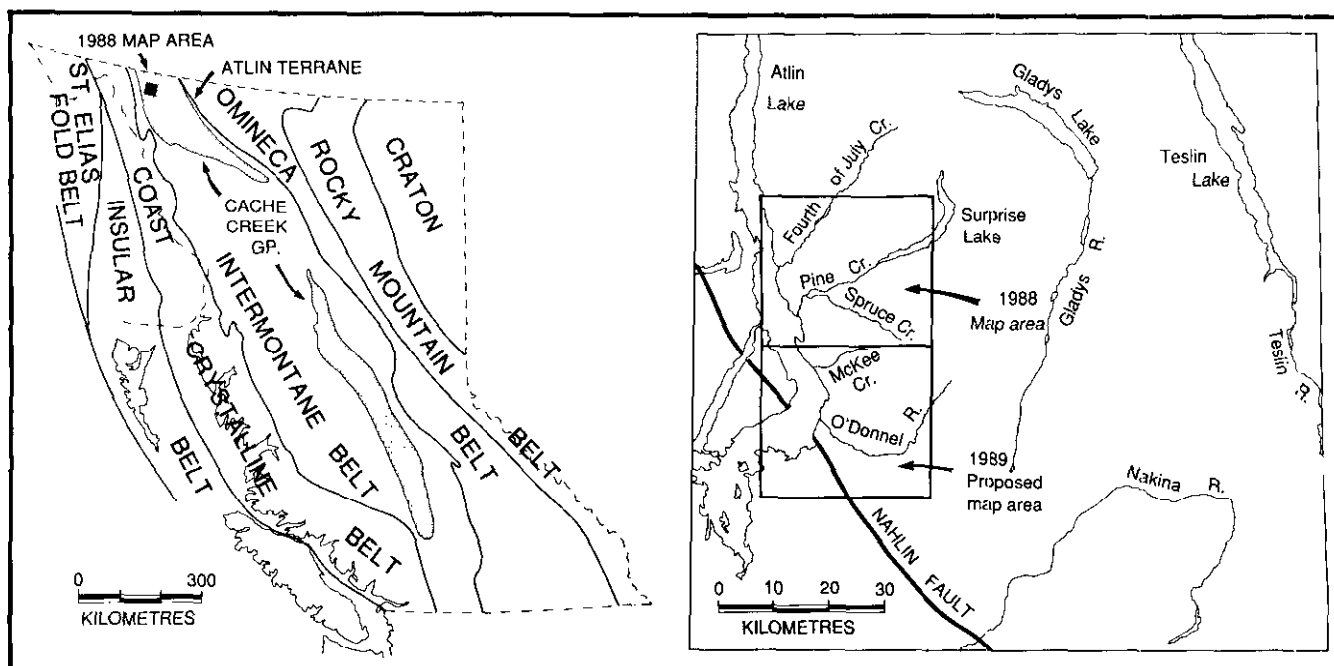 1988 MAP AREA
ATLIN TERRANE
ST. ELIAS
FOLD BELT
INSULAR
BELT
COAST
CRYSTALLINE
BELT
INTERMONTANE
BELT
OMINECA
BELT
ROCKY
MOUNTAIN
BELT
CRATON
CACHE
CREEK
GP.
0 300
KILOMETRES
Atlin
Lake
Fourth of July Cr.
Gladys
Lake
Teslin
Lake
Surprise
Lake
Pine Cr.
Spruce Cr.
1988
Map area
Gladys R.
McKee
Cr.
O'Donnel R.
Teslin
R.
1989
Proposed
map area
Nakina R.
NAHLIN FAULT
0 10 20 30
KILOMETRES